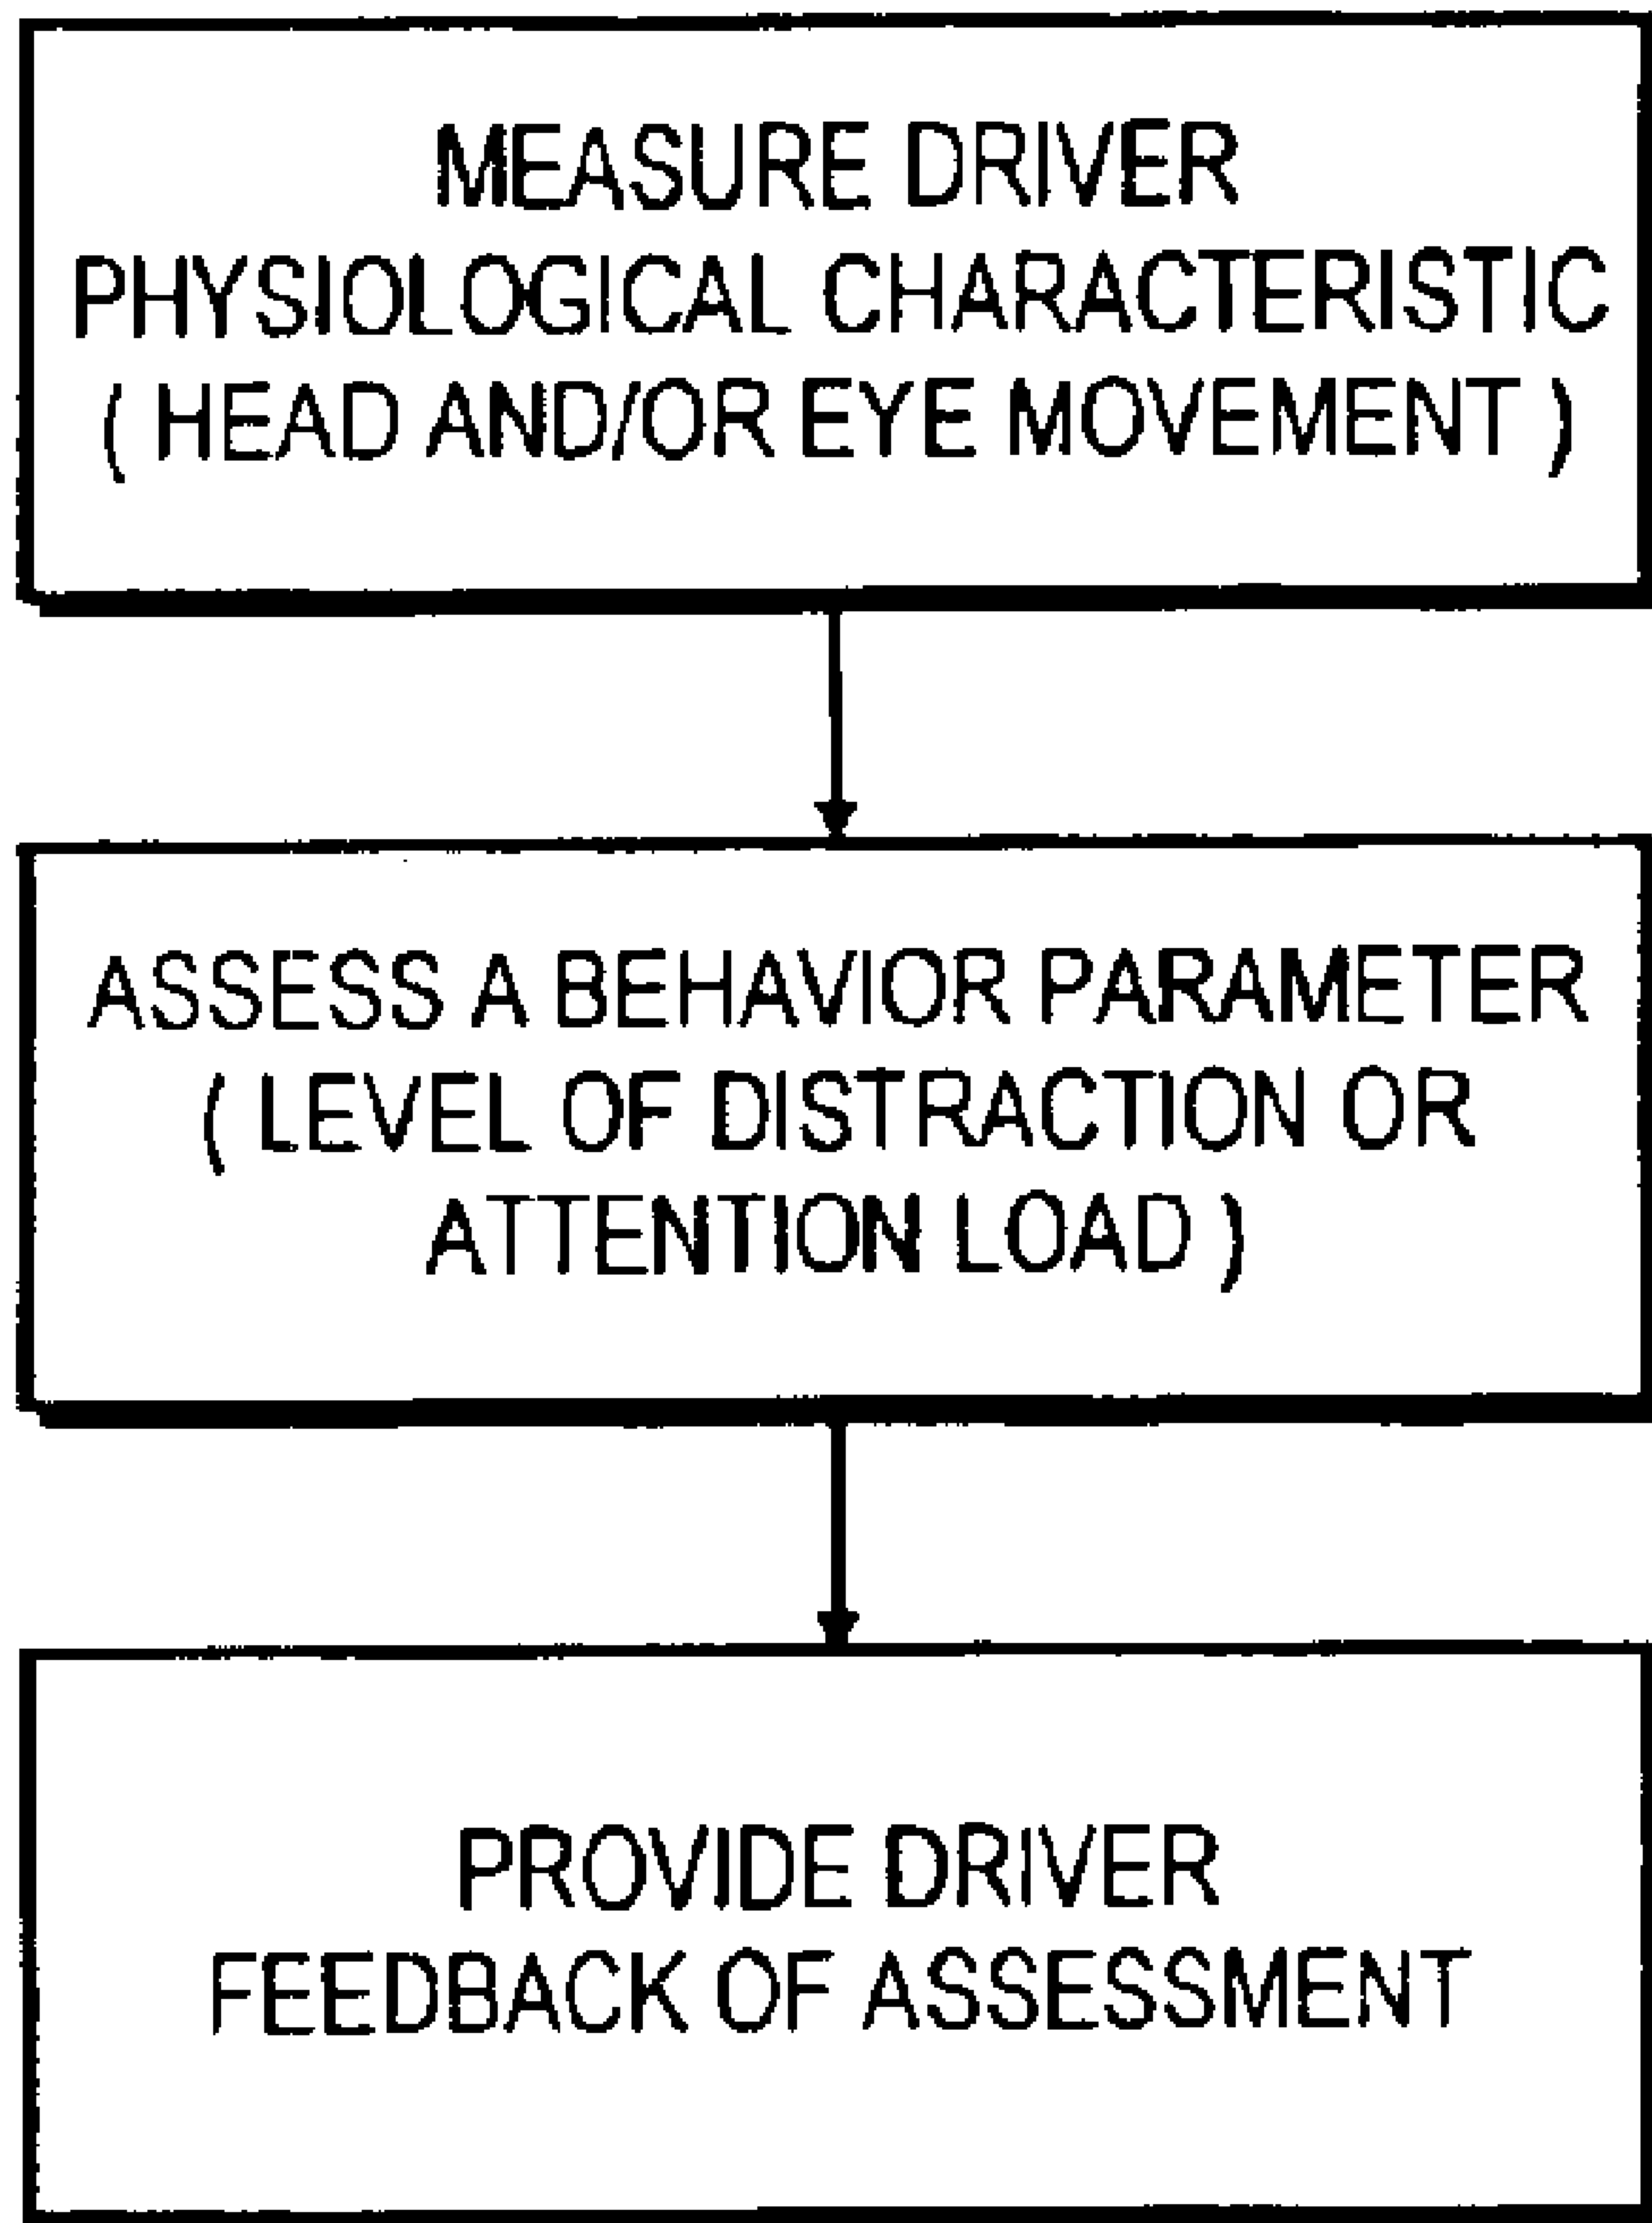 MEASURE DRIVER
PHYSIOLOGICAL CHARACTERISTIC
( HEAD AND/OR EYE MOVEMENT )
ASSESS A BEHAVIOR PARAMETER
( LEVEL OF DISTRACTION OR
ATTENTION LOAD )
PROVIDE DRIVER
FEEDBACK OF ASSESSMENT